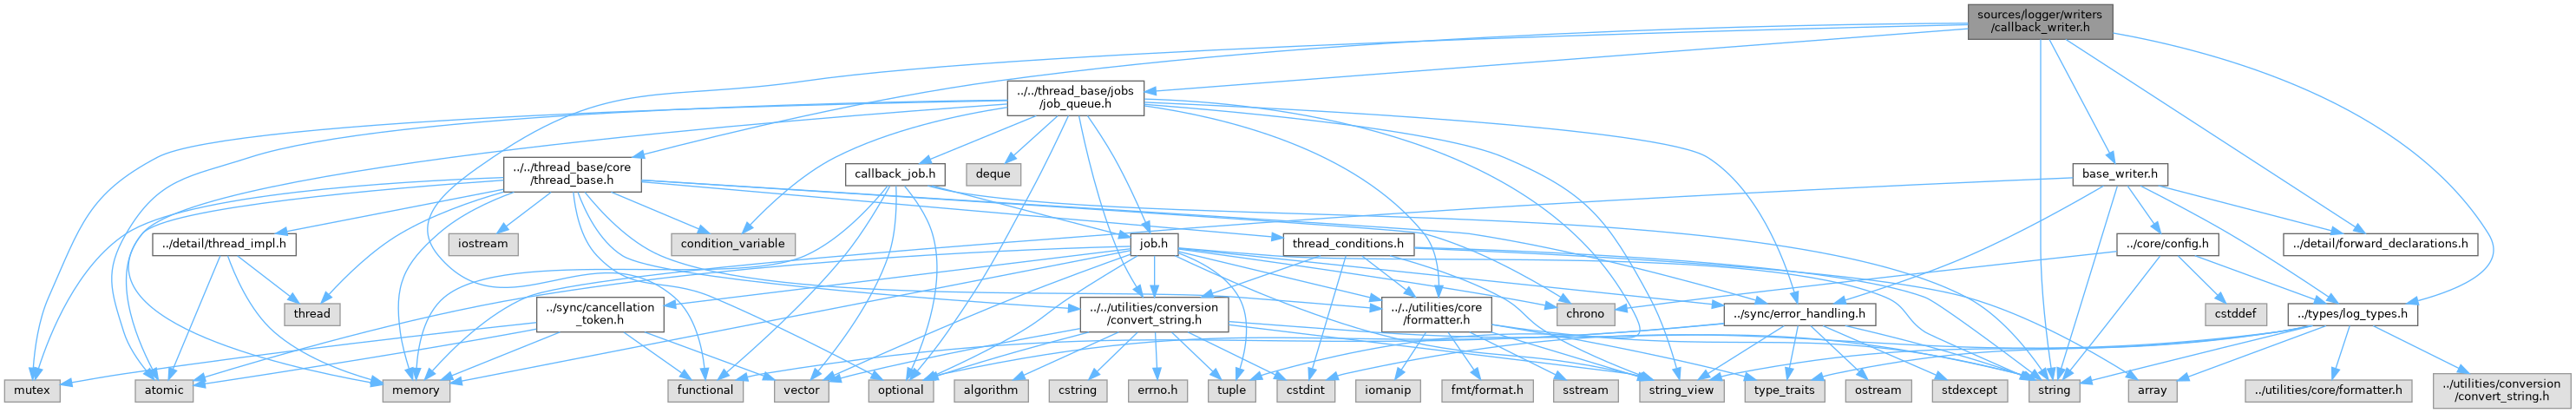 sources/logger/writers
/callback_writer.h
../../thread_base/jobs
/job_queue.h
../../thread_base/core
/thread_base.h
callback_job.h
deque
base_writer.h
../detail/thread_impl.h
iostream
condition_variable
job.h
thread_conditions.h
../core/config.h
../detail/forward_declarations.h
thread
../sync/cancellation
_token.h
../../utilities/conversion
/convert_string.h
../../utilities/core
/formatter.h
chrono
../sync/error_handling.h
cstddef
../types/log_types.h
mutex
atomic
memory
functional
vector
optional
algorithm
cstring
errno.h
tuple
cstdint
iomanip
fmt/format.h
sstream
string_view
type_traits
ostream
stdexcept
string
array
../utilities/core/formatter.h
../utilities/conversion
/convert_string.h